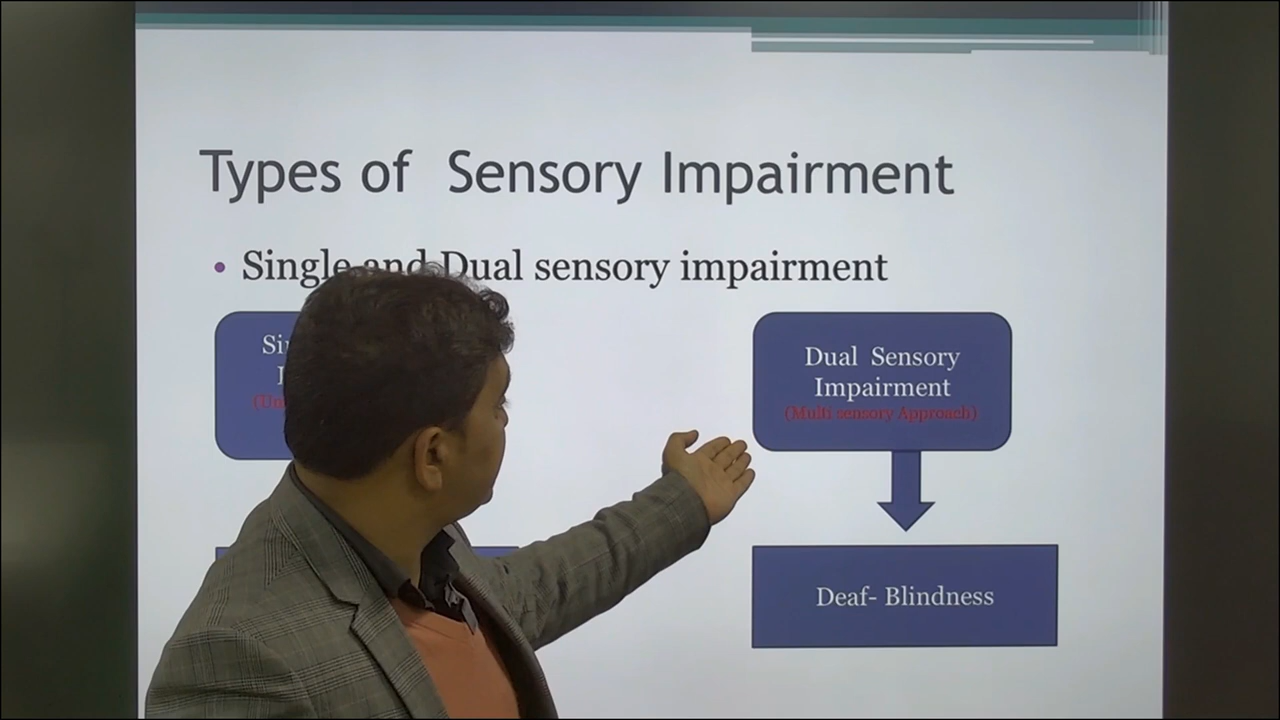 Types of Sensory Impairment
• Single and Dual sensory impairment
Dual Sensory
Impairment
(Multi sensory Approach)
Deaf- Blindness